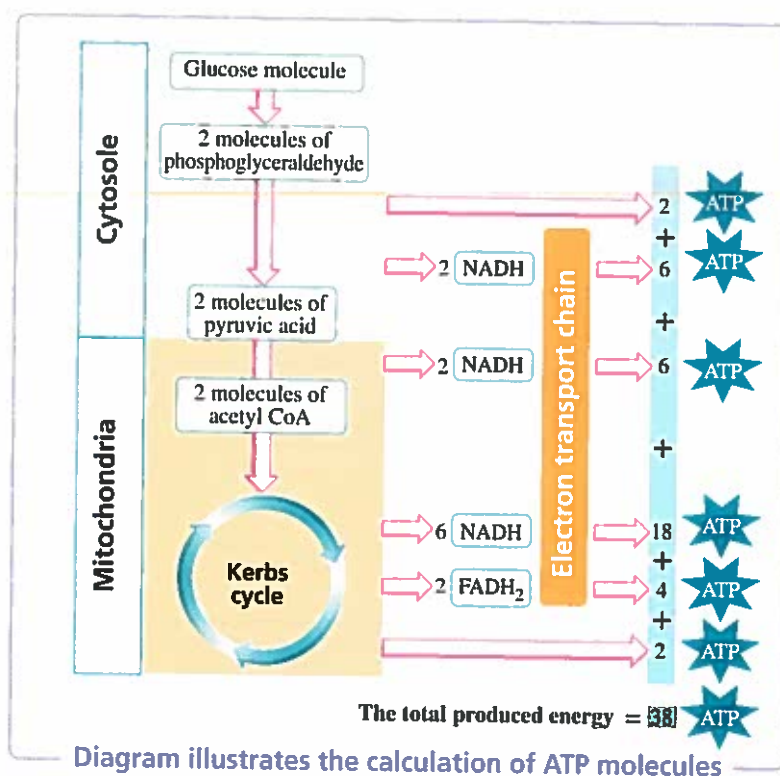 Glucose molecule
2 molecules of
phosphoglyceraldehyde
Cytosole
2 ATP
+
2 NADH
6 ATP
2 molecules of
pyruvic acid
+
2 NADH
6 ATP
2 molecules of
acetyl CoA
Electron transport chain
Mitochondria
+
6 NADH
18 ATP
Kerbs
cycle
+
2 FADH₂
4 ATP
+
2 ATP
The total produced energy = 38 ATP
Diagram illustrates the calculation of ATP molecules